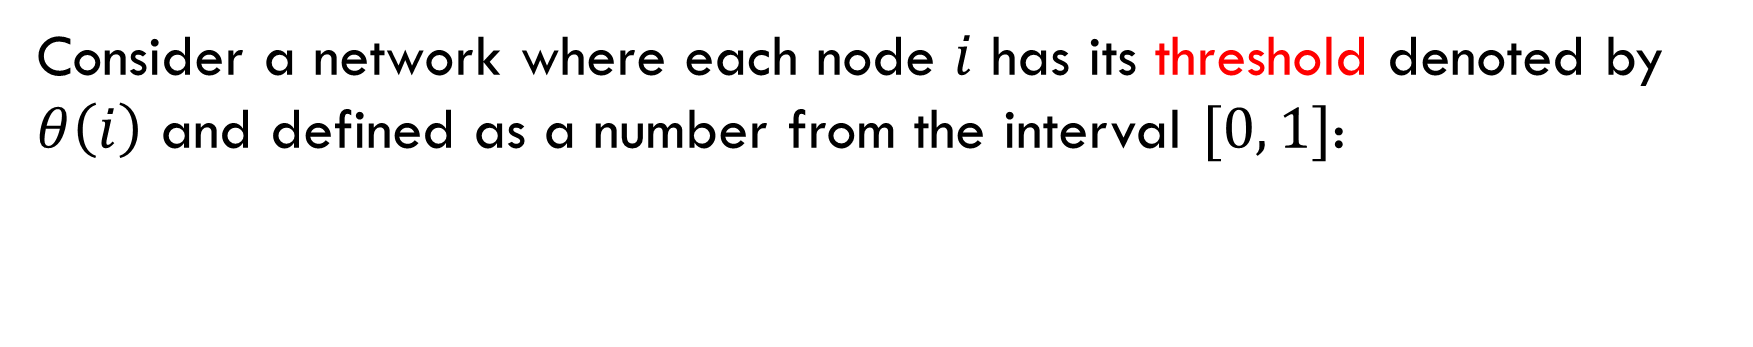 Consider a network where each node 𝑖 has its threshold denoted by
𝜃(𝑖) and defined as a number from the interval [0, 1]: